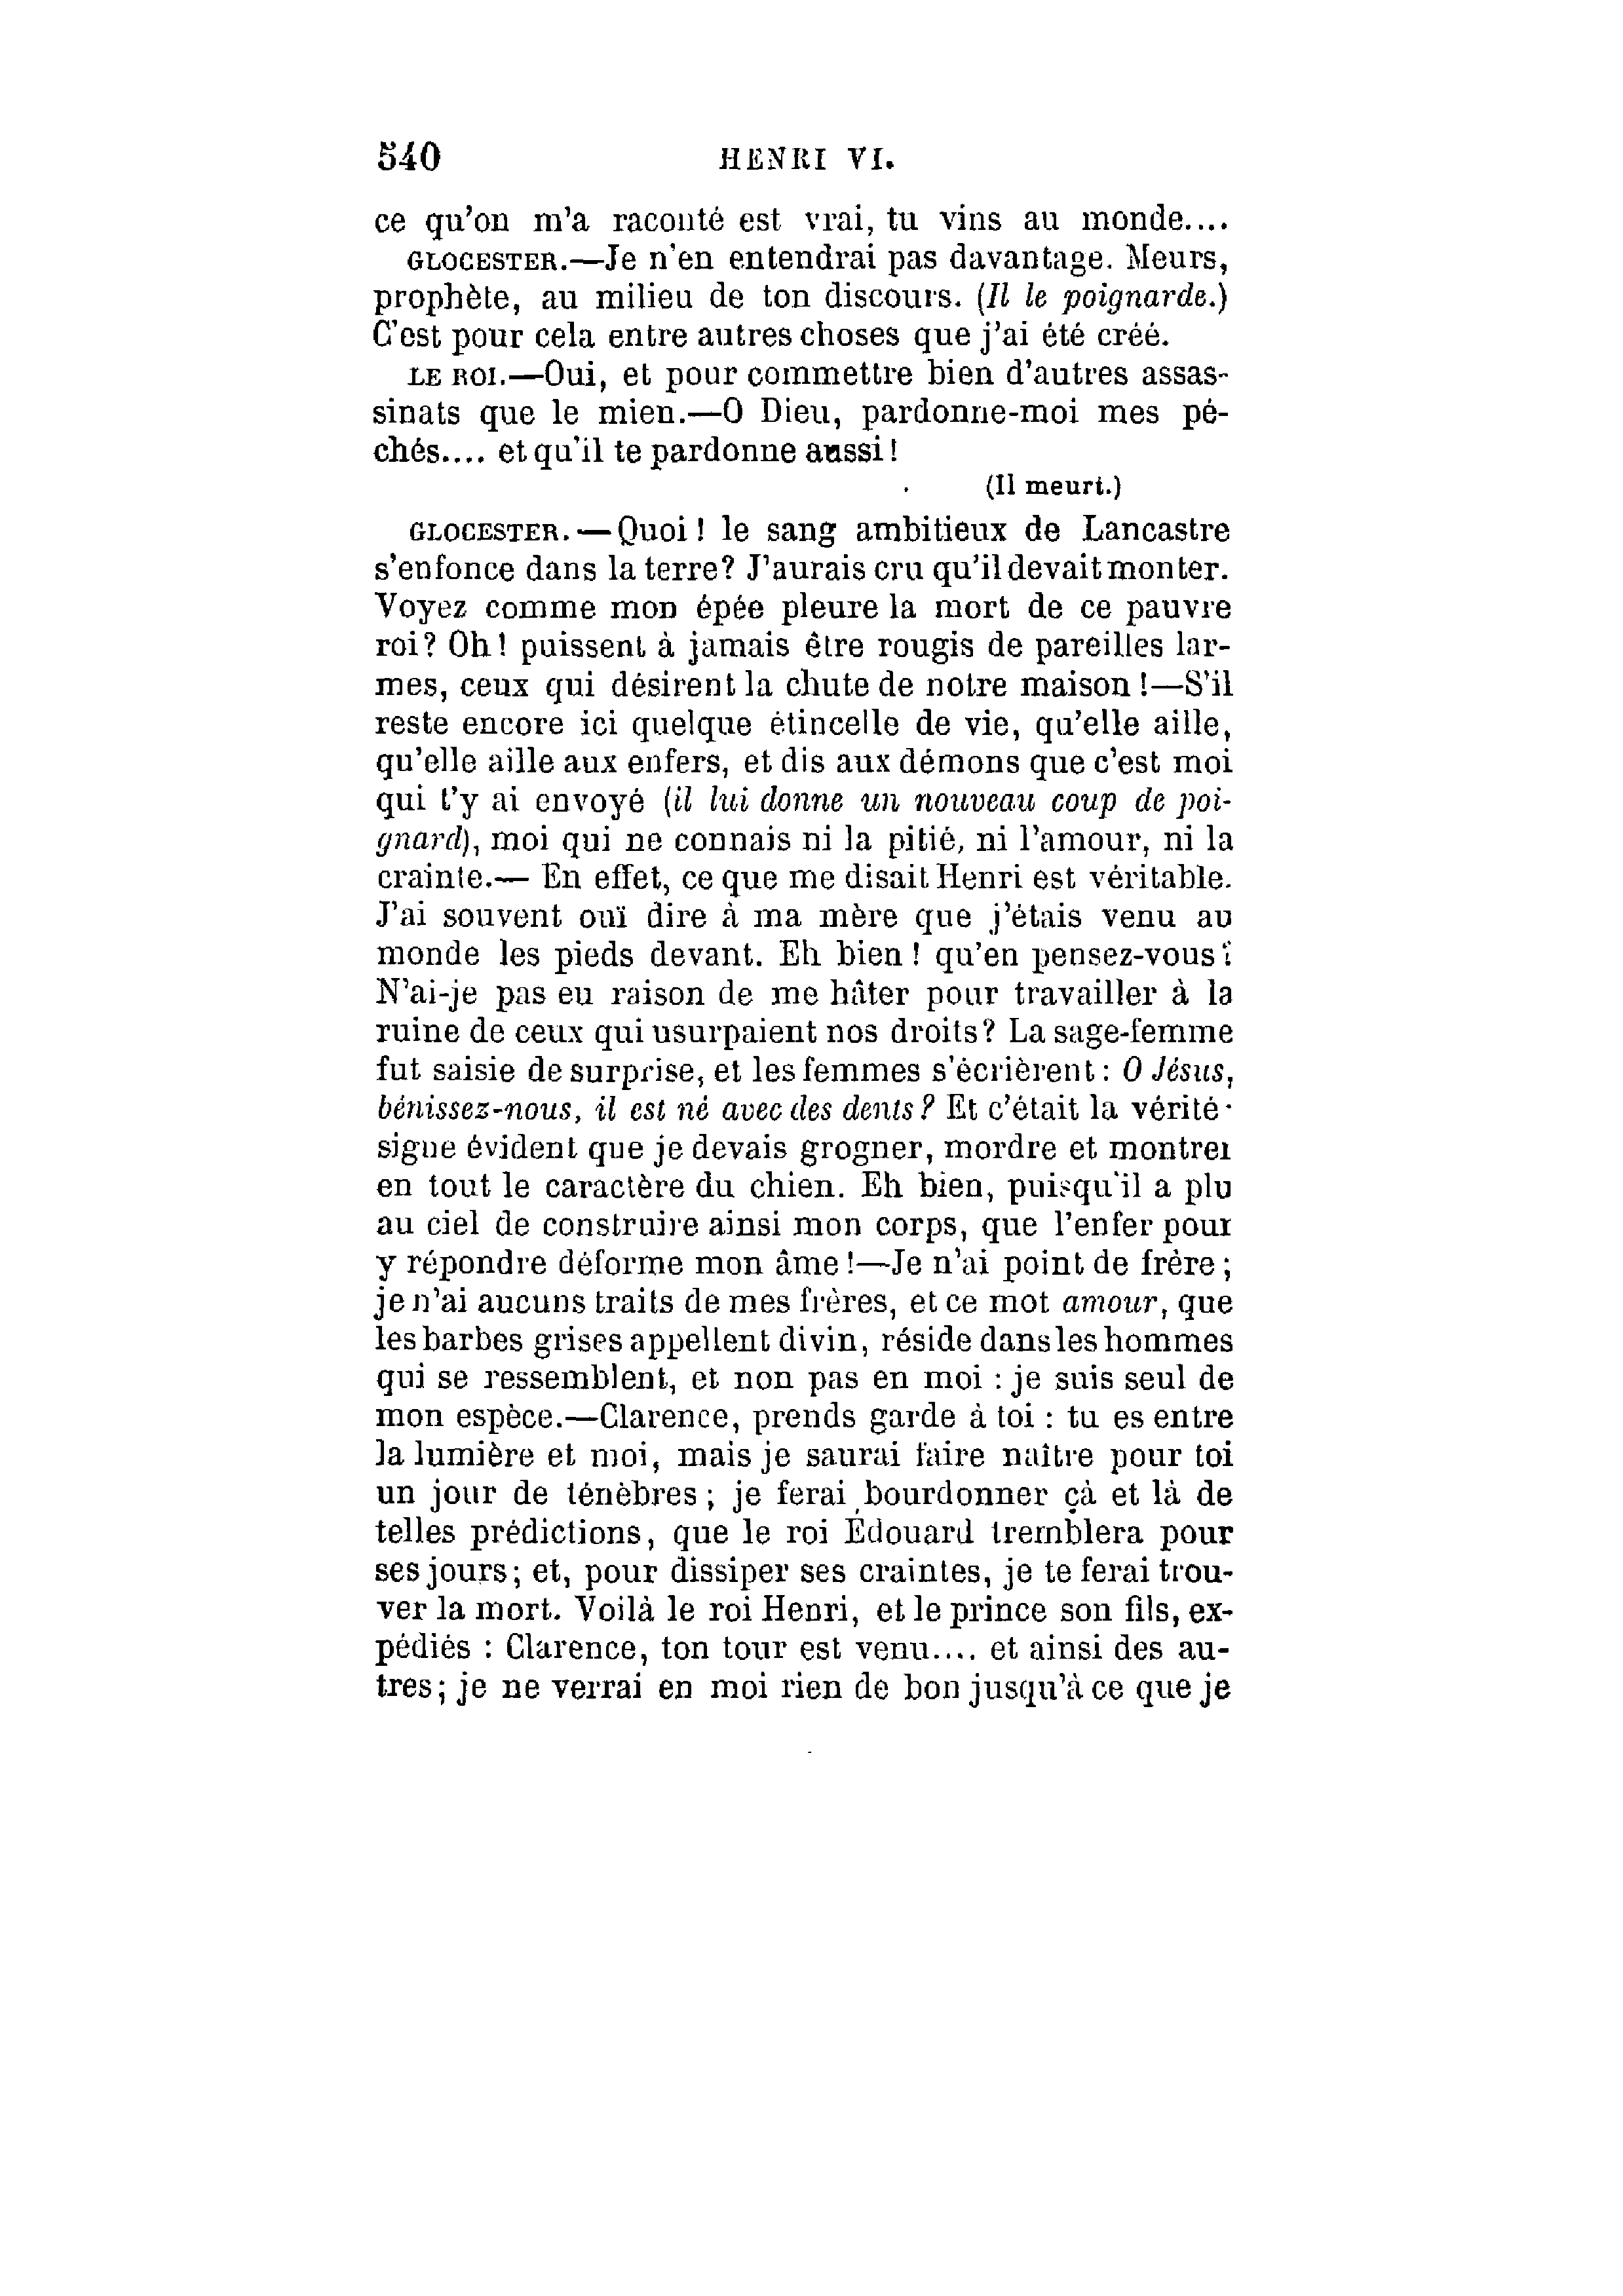 540 HENRI VI.
ce qu'on m'a raconté est vrai, tu vins au monde....
GLOCESTER.—Je n'en entendrai pas davantage. Meurs,
prophète, au milieu de ton discours. (Il le poignarde.)
C'est pour cela entre autres choses que j'ai été créé.
LE ROI.—Oui, et pour commettre bien d'autres assas-
sinats que le mien.—O Dieu, pardonne-moi mes pé-
chés.... et qu'il te pardonne aussi !
(Il meurt.)
GLOCESTER.—Quoi ! le sang ambitieux de Lancastre
s'enfonce dans la terre? J'aurais cru qu'il devait monter.
Voyez comme mon épée pleure la mort de ce pauvre
roi? Oh! puissent à jamais être rougis de pareilles lar-
mes, ceux qui désirent la chute de notre maison !—S'il
reste encore ici quelque étincelle de vie, qu'elle aille,
qu'elle aille aux enfers, et dis aux démons que c'est moi
qui t'y ai envoyé (il lui donne un nouveau coup de poi-
gnard), moi qui ne connais ni la pitié, ni l'amour, ni la
crainte.— En effet, ce que me disait Henri est véritable.
J'ai souvent ouï dire à ma mère que j'étais venu au
monde les pieds devant. Eh bien ! qu'en pensez-vous?
N'ai-je pas eu raison de me hâter pour travailler à la
ruine de ceux qui usurpaient nos droits? La sage-femme
fut saisie de surprise, et les femmes s'écrièrent : O Jésus,
bénissez-nous, il est né avec des dents ? Et c'était la vérité·
signe évident que je devais grogner, mordre et montrer
en tout le caractère du chien. Eh bien, puisqu'il a plu
au ciel de construire ainsi mon corps, que l'enfer pour
y répondre déforme mon âme !—Je n'ai point de frère ;
je n'ai aucuns traits de mes frères, et ce mot amour, que
les barbes grises appellent divin, réside dans les hommes
qui se ressemblent, et non pas en moi : je suis seul de
mon espèce.—Clarence, prends garde à toi : tu es entre
la lumière et moi, mais je saurai faire naître pour toi
un jour de ténèbres ; je ferai bourdonner çà et là de
telles prédictions, que le roi Édouard tremblera pour
ses jours ; et, pour dissiper ses craintes, je te ferai trou-
ver la mort. Voilà le roi Henri, et le prince son fils, ex-
pédiés : Clarence, ton tour est venu.... et ainsi des au-
tres ; je ne verrai en moi rien de bon jusqu'à ce que je